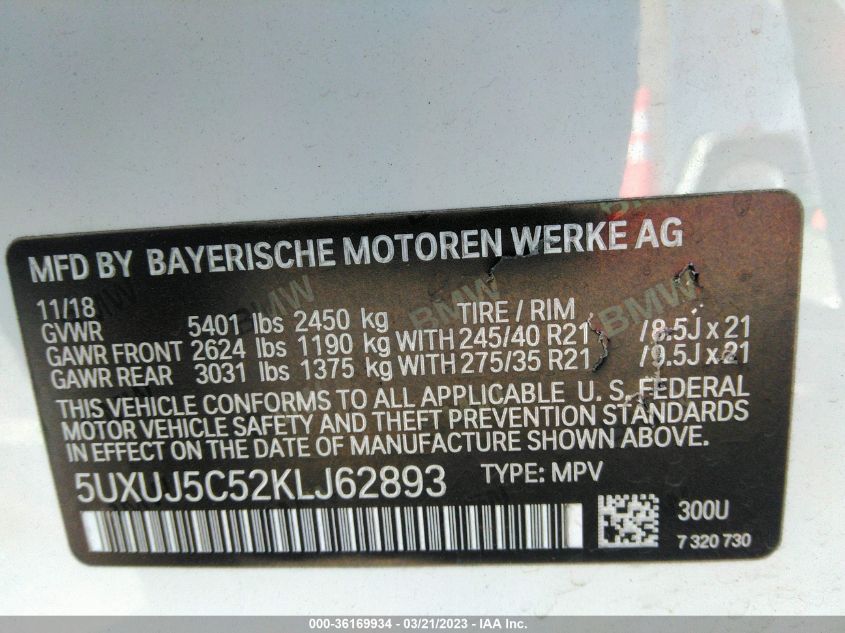 MFD BY BAYERISCHE MOTOREN WERKE AG
11/18
GVWR 5401 lbs 2450 kg TIRE / RIM
GAWR FRONT 2624 lbs 1190 kg WITH 245/40 R21 /8.5J x 21
GAWR REAR 3031 lbs 1375 kg WITH 275/35 R21 /9.5J x 21
THIS VEHICLE CONFORMS TO ALL APPLICABLE U. S. FEDERAL
MOTOR VEHICLE SAFETY AND THEFT PREVENTION STANDARDS
IN EFFECT ON THE DATE OF MANUFACTURE SHOWN ABOVE.
5UXUJ5C52KLJ62893 TYPE: MPV
300U
7 320 730
000-36169934 / 03/21/2023 - IAA Inc.